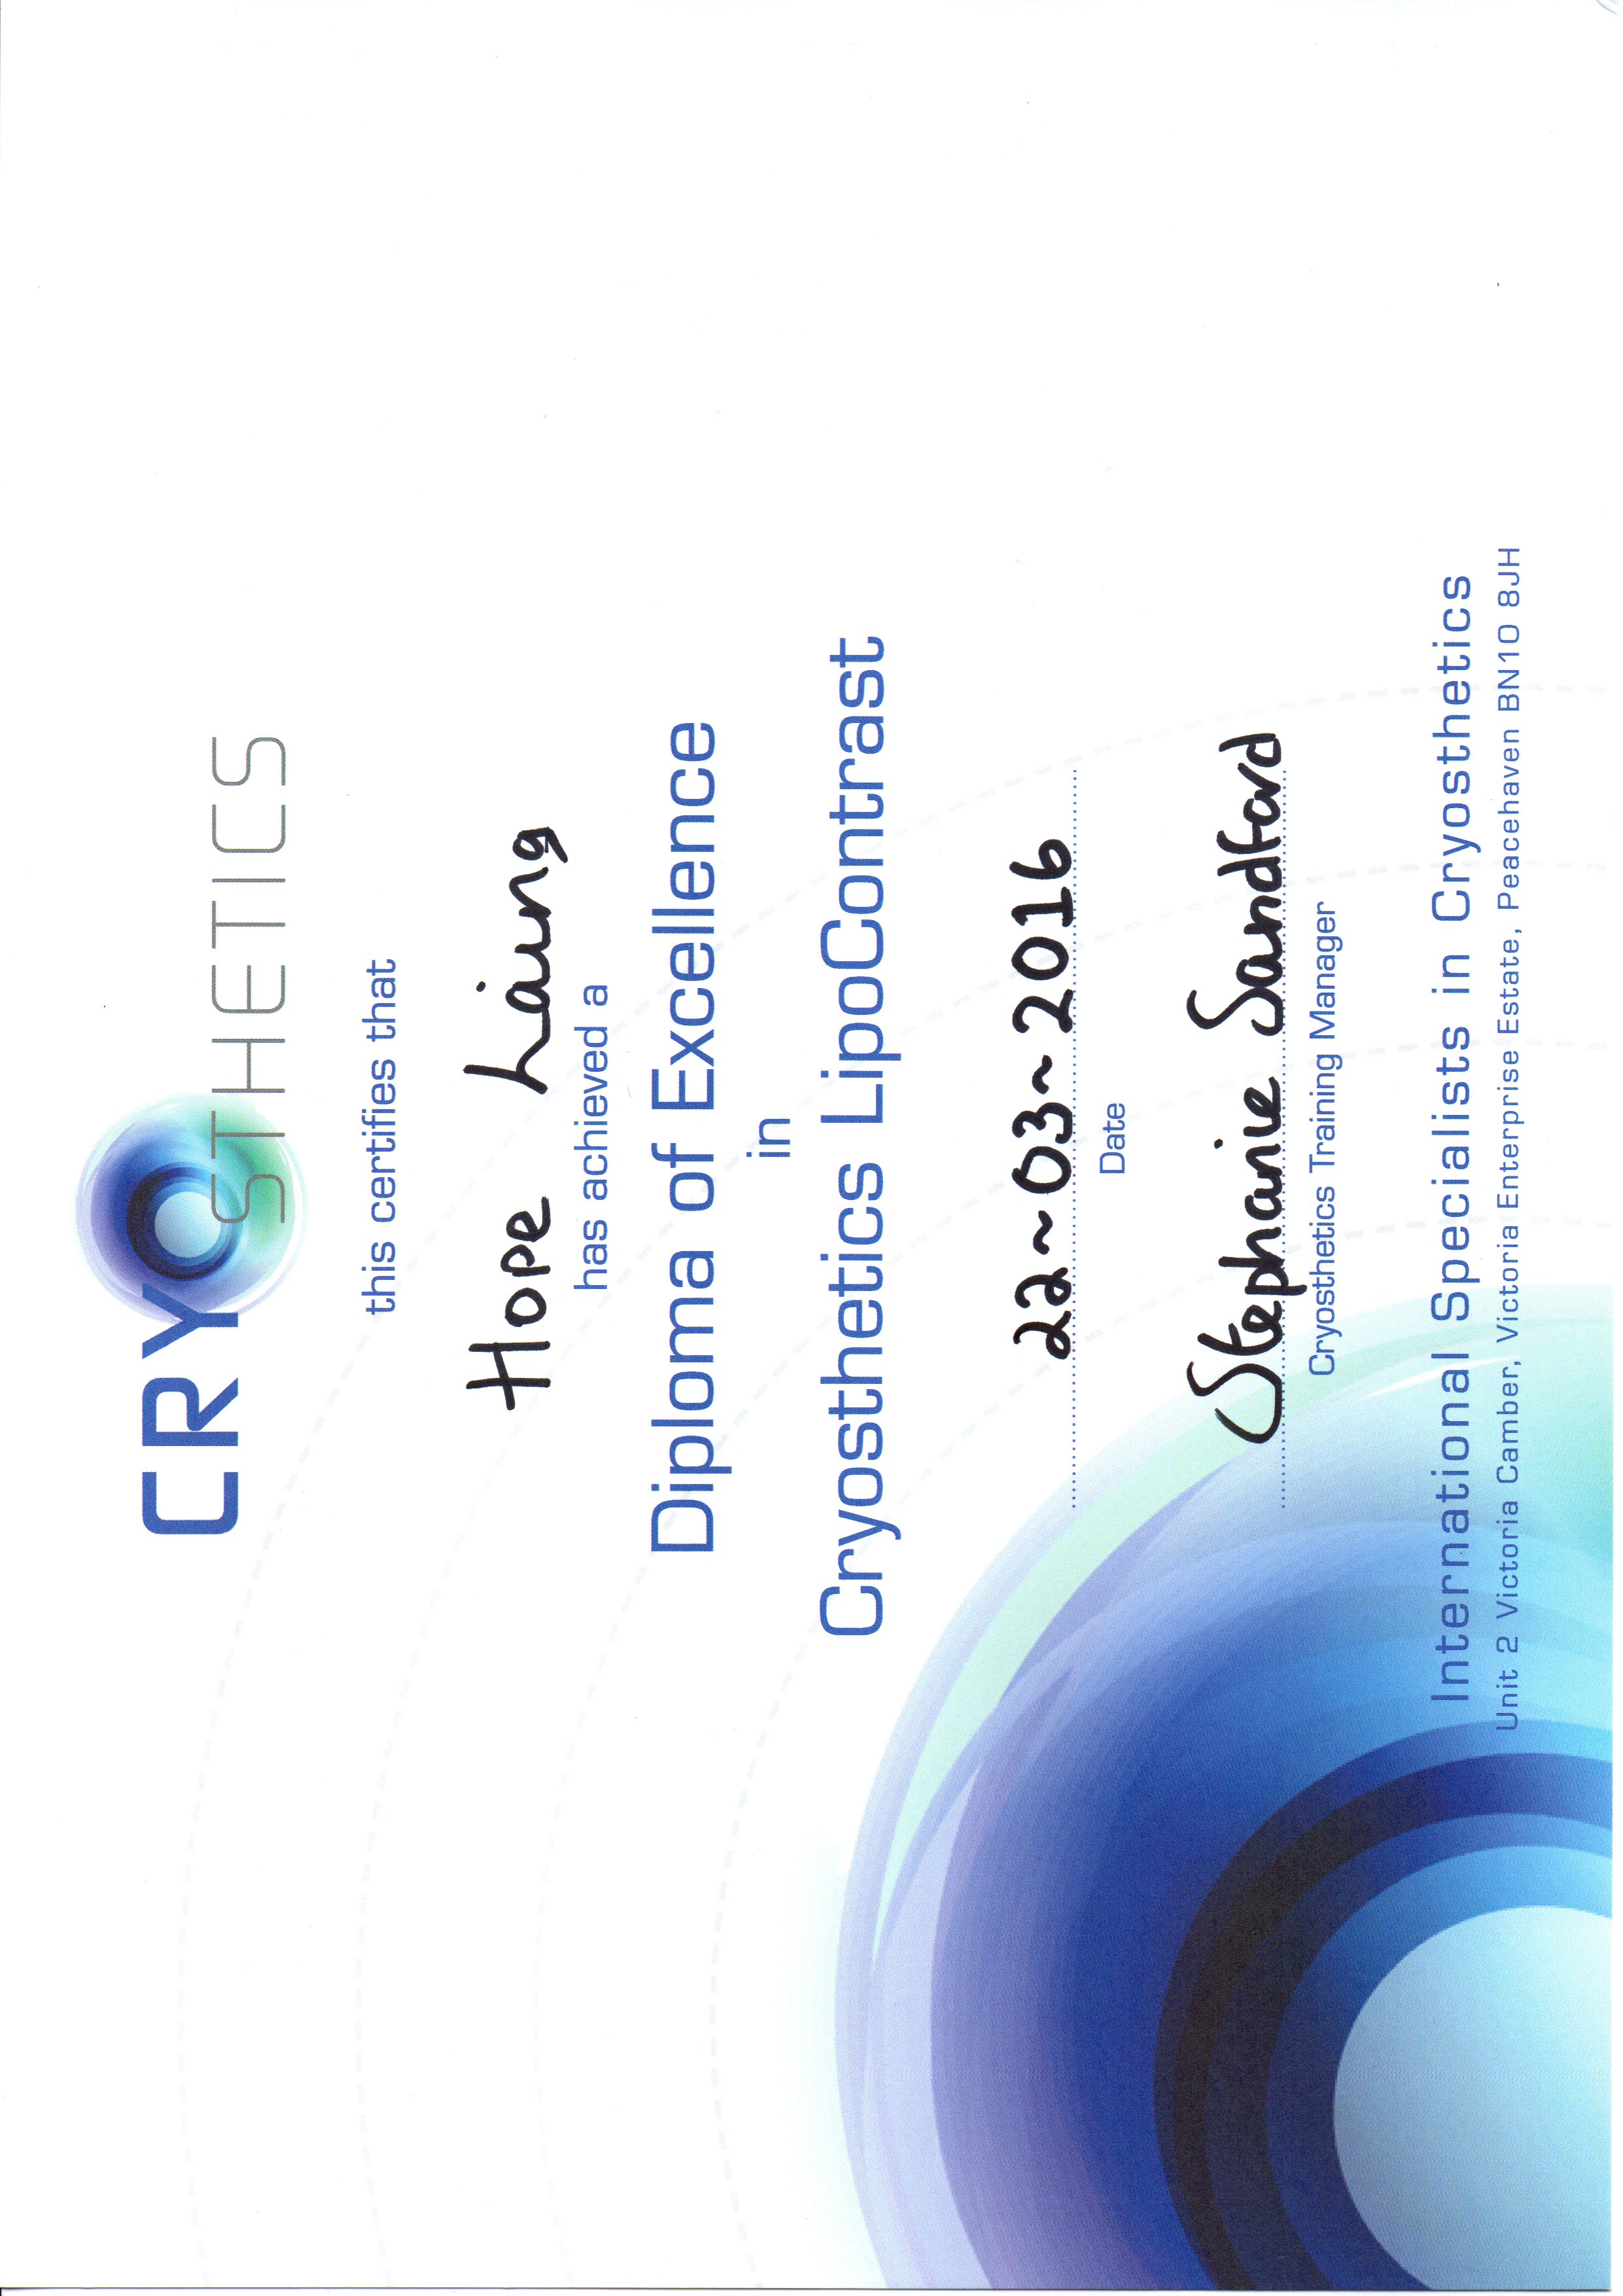 CRYOSTHETICS
this certifies that
Hope Laing
has achieved a
Diploma of Excellence
in
Cryosthetics LipoContrast
22~03~2016
Date
Stephanie Sandford
Cryosthetics Training Manager
International Specialists in Cryosthetics
Unit 2 Victoria Camber, Victoria Enterprise Estate, Peacehaven BN10 8JH